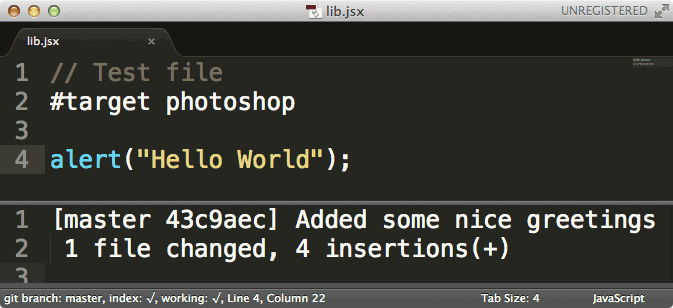 lib.jsx
UNREGISTERED
lib.jsx ×
1 // Test file
2 #target photoshop
3
4 alert("Hello World");
1 [master 43c9aec] Added some nice greetings
2 1 file changed, 4 insertions(+)
3
git branch: master, index: √, working: √, Line 4, Column 22
Tab Size: 4
JavaScript